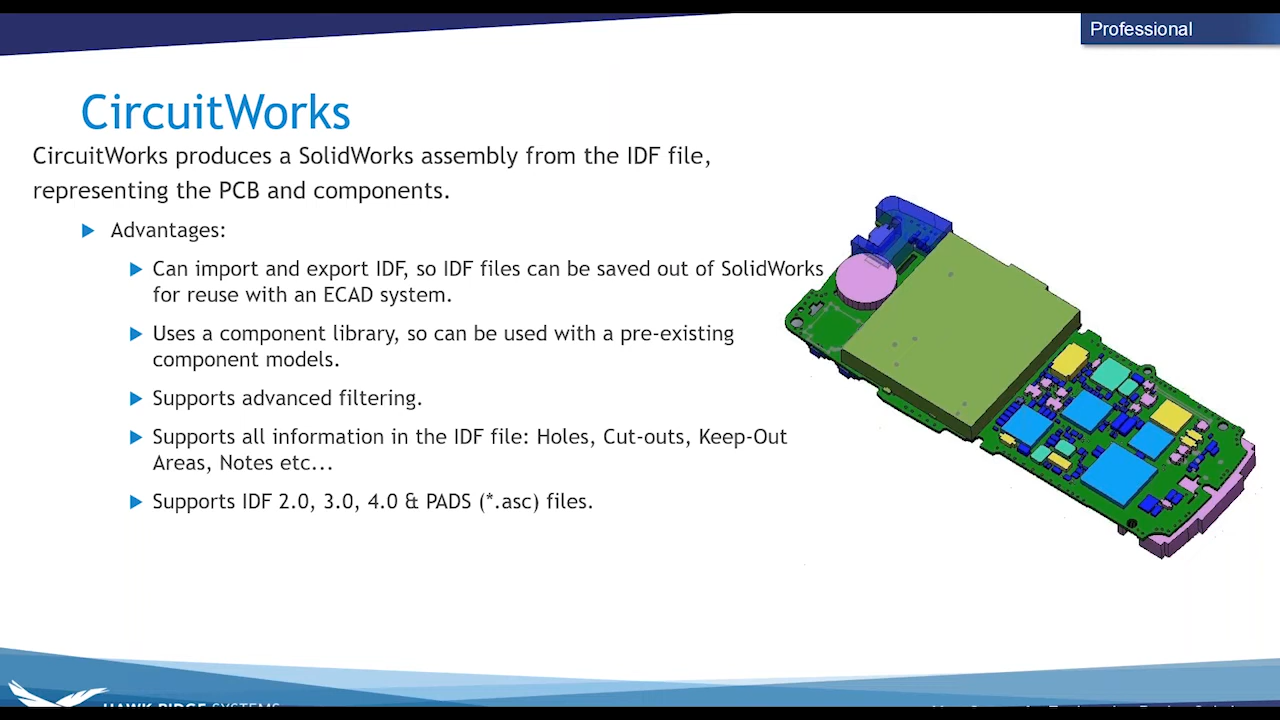 Professional
CircuitWorks
CircuitWorks produces a SolidWorks assembly from the IDF file,
representing the PCB and components.
Advantages:
Can import and export IDF, so IDF files can be saved out of SolidWorks
for reuse with an ECAD system.
Uses a component library, so can be used with a pre-existing
component models.
Supports advanced filtering.
Supports all information in the IDF file: Holes, Cut-outs, Keep-Out
Areas, Notes etc...
Supports IDF 2.0, 3.0, 4.0 & PADS (*.asc) files.
HAWK RIDGE SYSTEMS